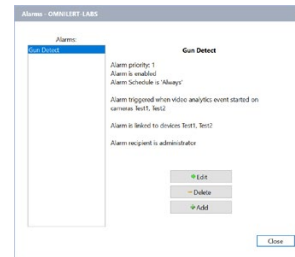 Alarms - OMNILERT-LABS
Alarms:
Gun Detect
Gun Detect
Alarm priority: 1
Alarm is enabled
Alarm Schedule is 'Always'
Alarm triggered when video analytics event started on
cameras Test1, Test2
Alarm is linked to devices Test1, Test2
Alarm recipient is administrator
Edit
Delete
Add
Close